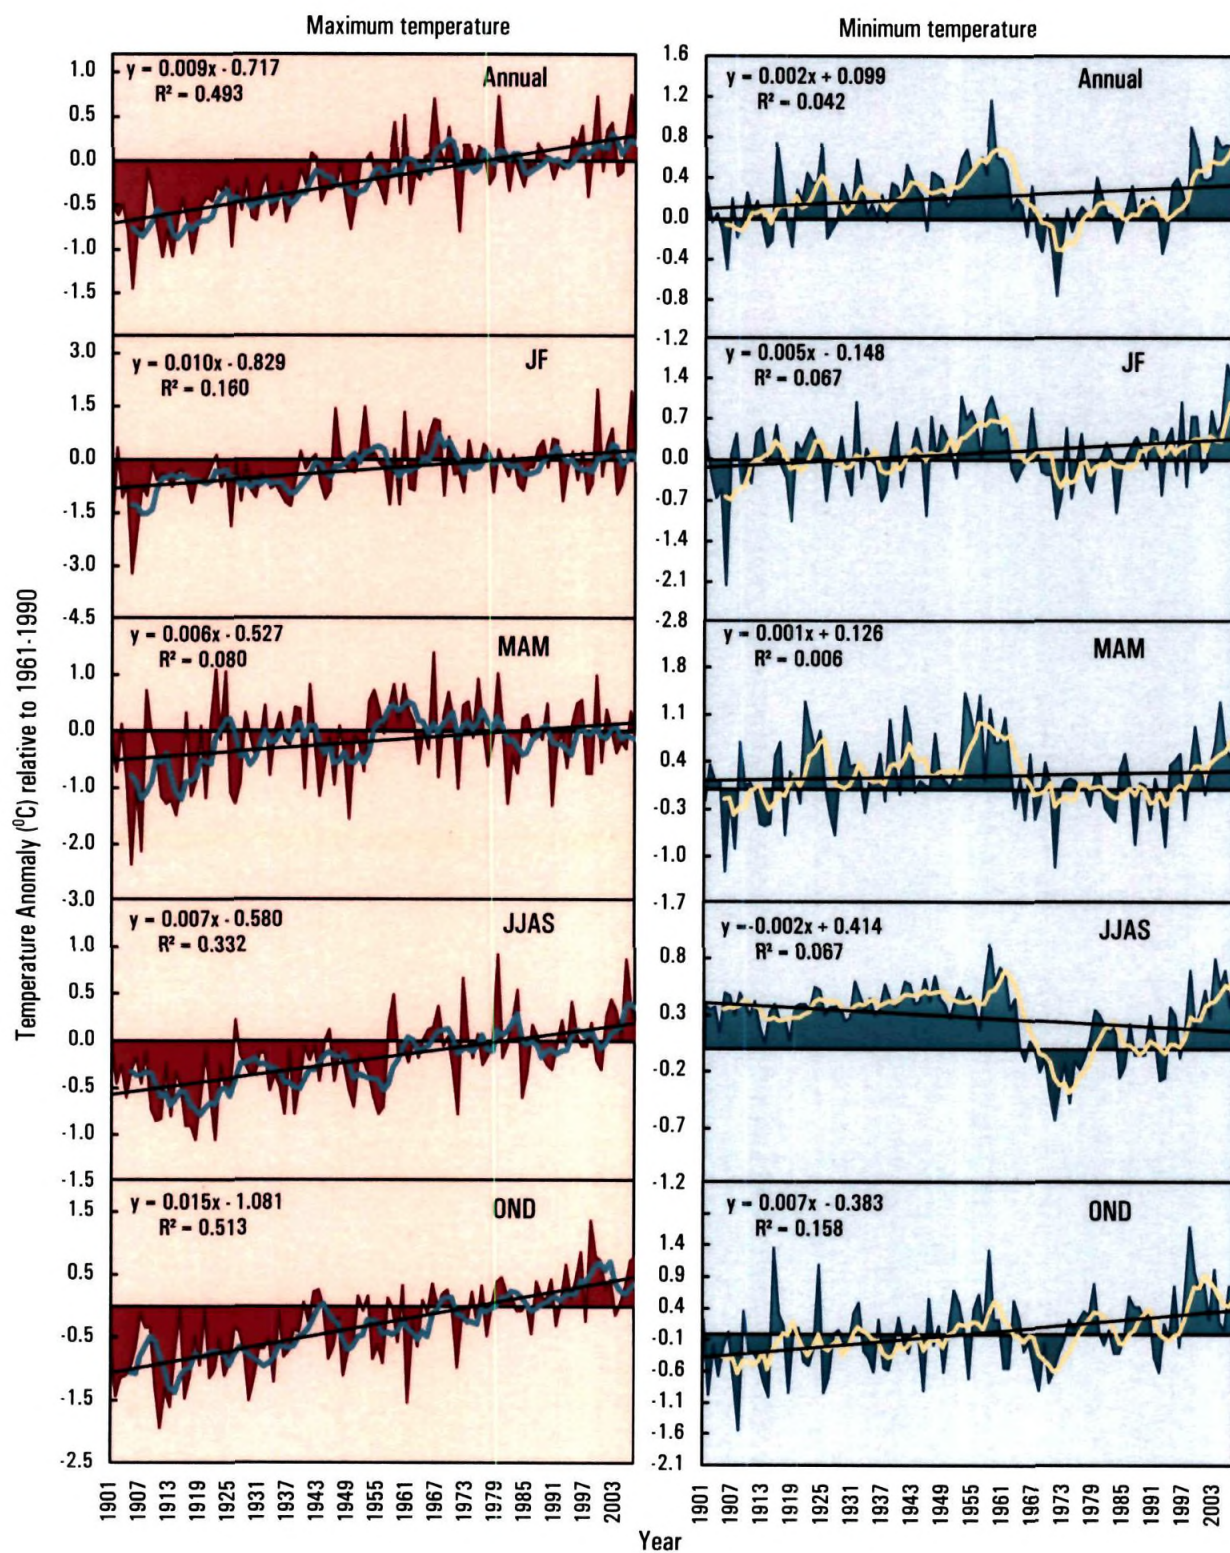 Maximum temperature
Minimum temperature
Temperature Anomaly (⁰C) relative to 1961-1990
y = 0.009x - 0.717
R² = 0.493
Annual
1.0
0.5
0.0
-0.5
-1.0
-1.5
y = 0.010x - 0.829
R² = 0.160
JF
3.0
1.5
0.0
-1.5
-3.0
-4.5
y = 0.006x - 0.527
R² = 0.080
MAM
1.0
0.0
-1.0
-2.0
-3.0
y = 0.007x - 0.580
R² = 0.332
JJAS
1.0
0.5
0.0
-0.5
-1.0
-1.5
y = 0.015x - 1.081
R² = 0.513
OND
1.5
0.5
-0.5
-1.5
-2.5
1901 1907 1913 1919 1925 1931 1937 1943 1949 1955 1961 1967 1973 1979 1985 1991 1997 2003
1.6
y = 0.002x + 0.099
R² = 0.042
Annual
1.2
0.8
0.4
0.0
-0.4
-0.8
-1.2
y = 0.005x - 0.148
R² = 0.067
JF
1.4
0.7
0.0
-0.7
-1.4
-2.1
-2.8
y = 0.001x + 0.126
R² = 0.006
MAM
1.8
1.1
0.4
-0.3
-1.0
-1.7
y =-0.002x + 0.414
R² = 0.067
JJAS
0.8
0.3
-0.2
-0.7
-1.2
y = 0.007x - 0.383
R² = 0.158
OND
1.4
0.9
0.4
-0.1
-0.6
-1.1
-1.6
-2.1
1901 1907 1913 1919 1925 1931 1937 1943 1949 1955 1961 1967 1973 1979 1985 1991 1997 2003
Year